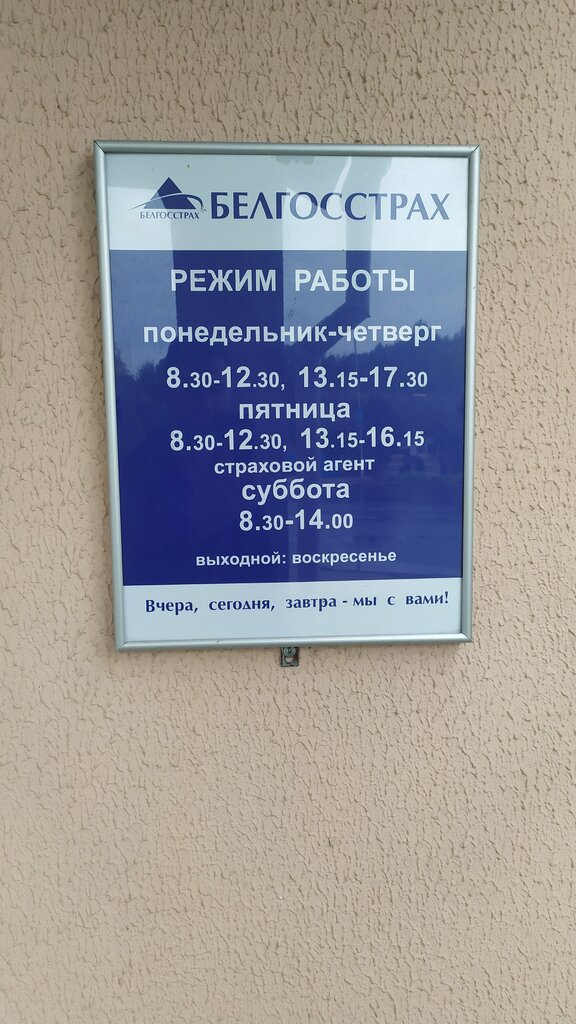 БЕЛГОССТРАХ
БЕЛГОССТРАХ
РЕЖИМ РАБОТЫ
понедельник-четверг
8.30-12.30, 13.15-17.30
пятница
8.30-12.30, 13.15-16.15
страховой агент
суббота
8.30-14.00
выходной: воскресенье
Вчера, сегодня, завтра - мы с вами!